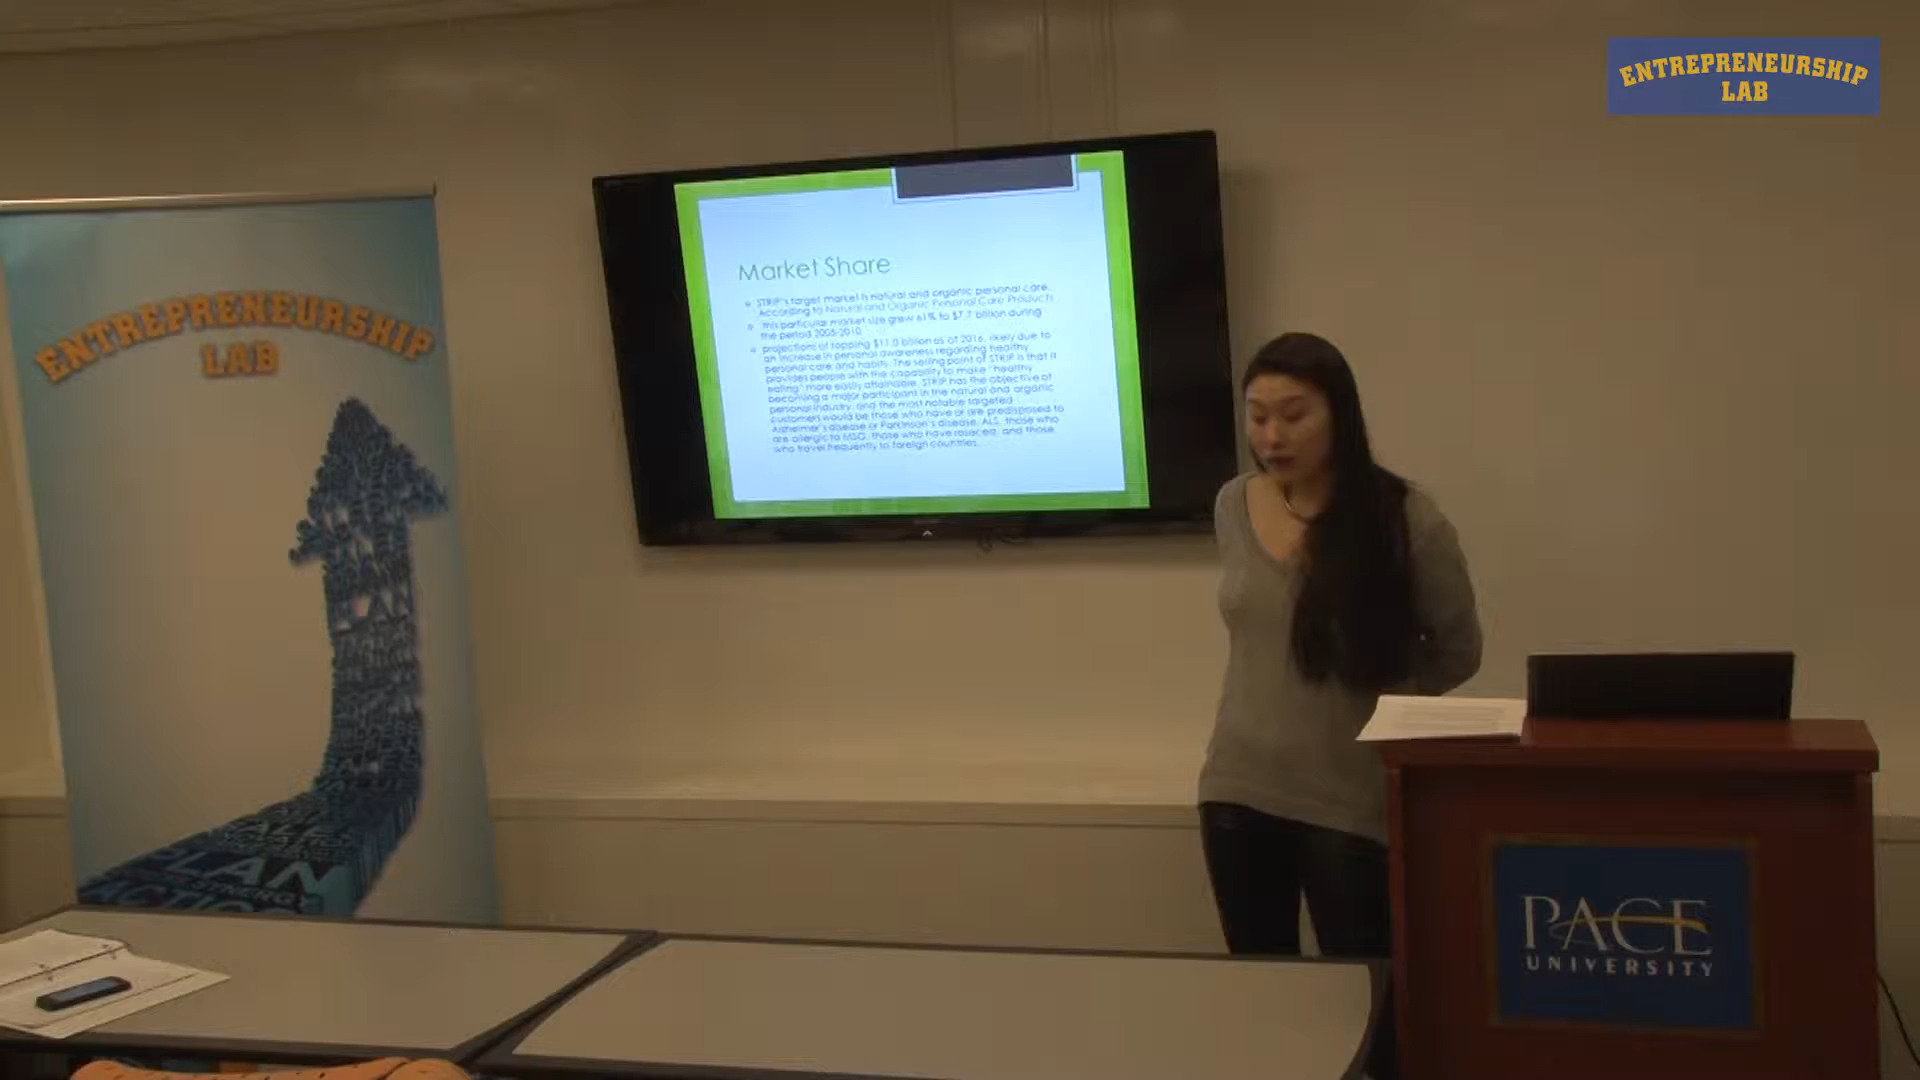 ENTREPRENEURSHIP
LAB
Market Share
STRIP's target market is natural and organic personal care.
According to Natural and Organic Personal Care Products
this particular market size grew 61% to $7.7 billion during
the period 2005-2010
projections of topping $11.0 billion as of 2016, likely due to
an increase in personal awareness regarding healthy
personal care and habits. The selling point of STRIP is that it
provides people with the capability to make "healthy
eating" more easily attainable. STRIP has the objective of
becoming a major participant in the natural and organic
personal industry, and the most notable targeted
customers would be those who have or are predisposed to
Alzheimer's disease or Parkinson's disease, ALS, those who
are allergic to MSG, those who have rosacea, and those
who travel frequently to foreign countries.
ENTREPRENEURSHIP
LAB
PLAN
SYNERGY
PACE
UNIVERSITY